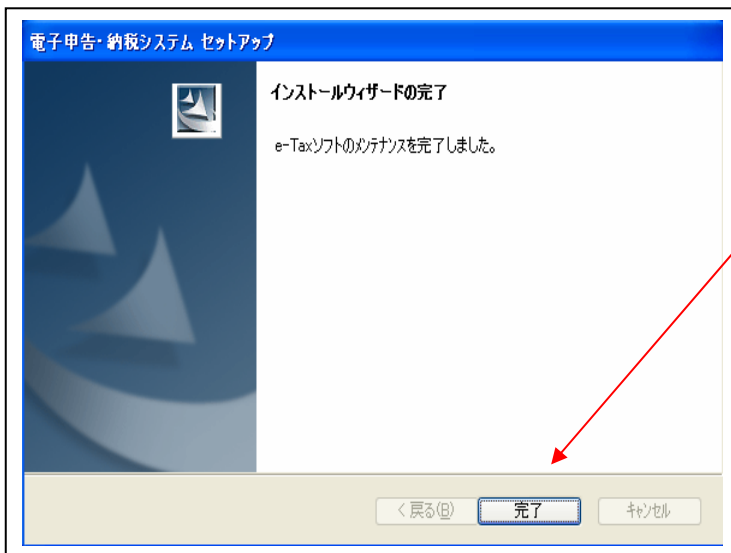 電子申告・納税システム セットアップ
インストールウィザードの完了
e-Taxソフトのメンテナンスを完了しました。
< 戻る(B)
完了
キャンセル